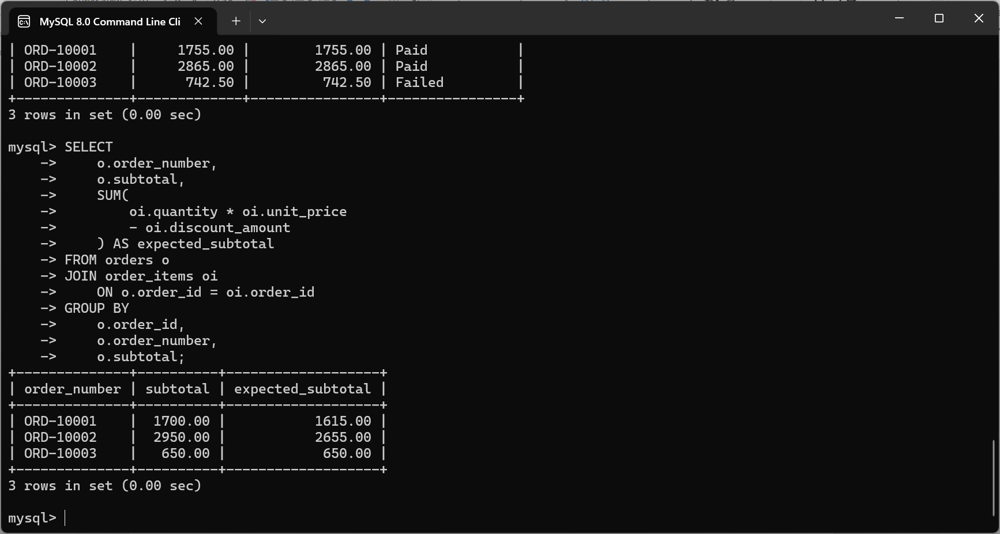 MySQL 8.0 Command Line Cli
| ORD-10001    |     1755.00 |        1755.00 | Paid           |
| ORD-10002    |     2865.00 |        2865.00 | Paid           |
| ORD-10003    |      742.50 |         742.50 | Failed         |
+--------------+-------------+----------------+----------------+
3 rows in set (0.00 sec)

mysql> SELECT
    ->     o.order_number,
    ->     o.subtotal,
    ->     SUM(
    ->         oi.quantity * oi.unit_price
    ->         - oi.discount_amount
    ->     ) AS expected_subtotal
    -> FROM orders o
    -> JOIN order_items oi
    ->     ON o.order_id = oi.order_id
    -> GROUP BY
    ->     o.order_id,
    ->     o.order_number,
    ->     o.subtotal;
+--------------+----------+-------------------+
| order_number | subtotal | expected_subtotal |
+--------------+----------+-------------------+
| ORD-10001    |  1700.00 |           1615.00 |
| ORD-10002    |  2950.00 |           2655.00 |
| ORD-10003    |   650.00 |            650.00 |
+--------------+----------+-------------------+
3 rows in set (0.00 sec)

mysql>